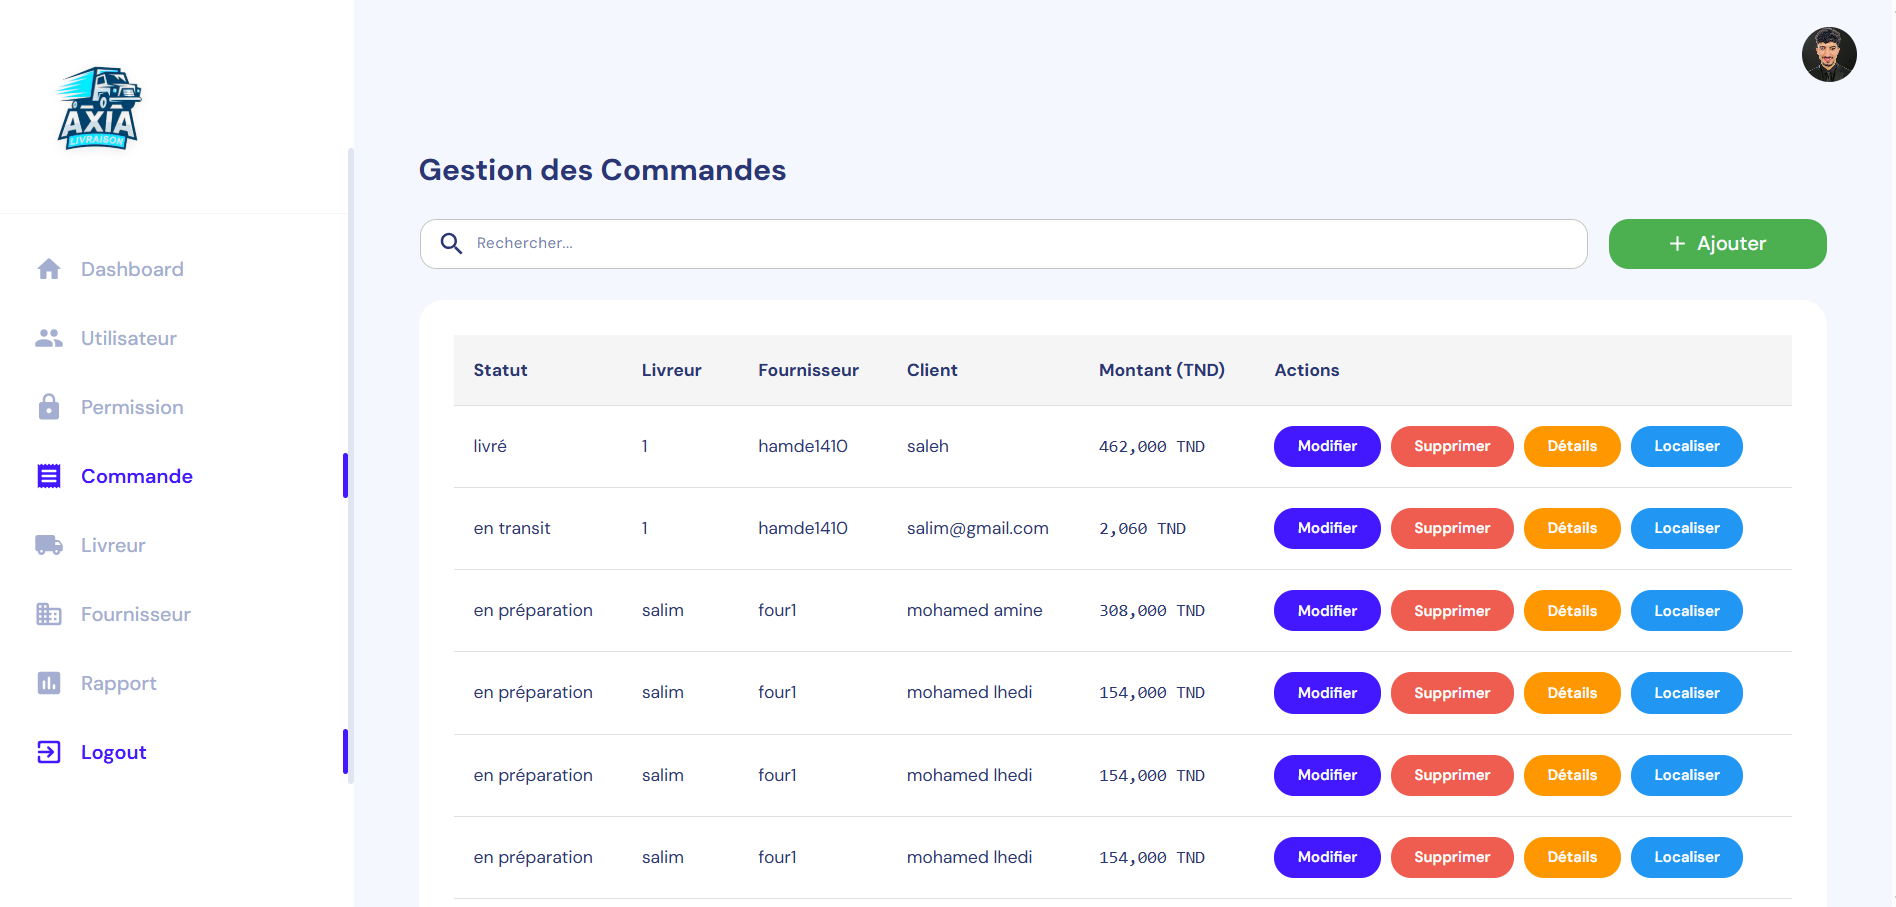 AXIA
LIVRAISON
Dashboard
Utilisateur
Permission
Commande
Livreur
Fournisseur
Rapport
Logout
Gestion des Commandes
Rechercher...
+ Ajouter
Statut Livreur Fournisseur Client Montant (TND) Actions
livré 1 hamde1410 saleh 462,000 TND Modifier Supprimer Détails Localiser
en transit 1 hamde1410 salim@gmail.com 2,060 TND Modifier Supprimer Détails Localiser
en préparation salim four1 mohamed amine 308,000 TND Modifier Supprimer Détails Localiser
en préparation salim four1 mohamed lhedi 154,000 TND Modifier Supprimer Détails Localiser
en préparation salim four1 mohamed lhedi 154,000 TND Modifier Supprimer Détails Localiser
en préparation salim four1 mohamed lhedi 154,000 TND Modifier Supprimer Détails Localiser